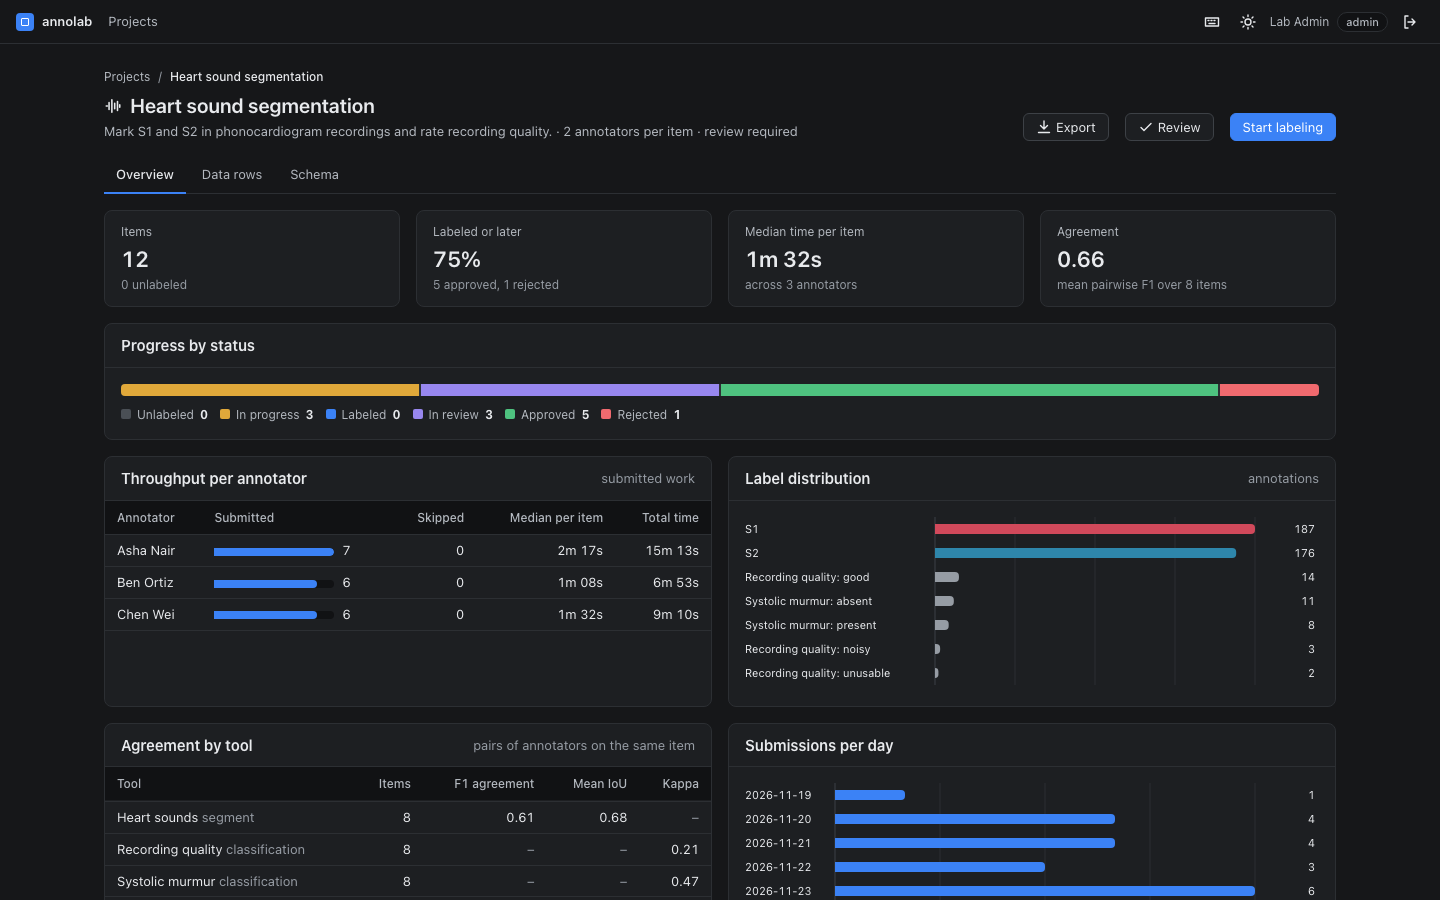 annolab Projects Lab Admin admin
Projects / Heart sound segmentation
Heart sound segmentation
Mark S1 and S2 in phonocardiogram recordings and rate recording quality. · 2 annotators per item · review required
Export Review Start labeling
Overview Data rows Schema
Items
12
0 unlabeled
Labeled or later
75%
5 approved, 1 rejected
Median time per item
1m 32s
across 3 annotators
Agreement
0.66
mean pairwise F1 over 8 items
Progress by status
Unlabeled 0 In progress 3 Labeled 0 In review 3 Approved 5 Rejected 1
Throughput per annotator submitted work
Annotator Submitted Skipped Median per item Total time
Asha Nair 7 0 2m 17s 15m 13s
Ben Ortiz 6 0 1m 08s 6m 53s
Chen Wei 6 0 1m 32s 9m 10s
Label distribution annotations
S1 187
S2 176
Recording quality: good 14
Systolic murmur: absent 11
Systolic murmur: present 8
Recording quality: noisy 3
Recording quality: unusable 2
Agreement by tool pairs of annotators on the same item
Tool Items F1 agreement Mean IoU Kappa
Heart sounds segment 8 0.61 0.68 –
Recording quality classification 8 – – 0.21
Systolic murmur classification 8 – – 0.47
Submissions per day
2026-11-19 1
2026-11-20 4
2026-11-21 4
2026-11-22 3
2026-11-23 6